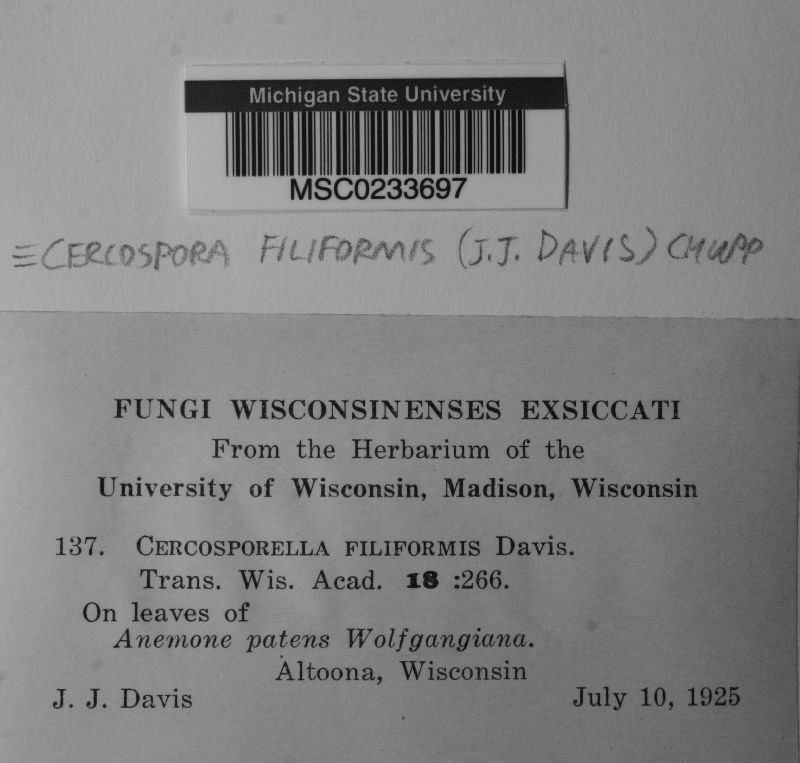 Michigan State University
MSC0233697
≡ CERCOSPORA FILIFORMIS (J.J. DAVIS) CHUPP
FUNGI WISCONSINENSES EXSICCATI
From the Herbarium of the
University of Wisconsin, Madison, Wisconsin
137. CERCOSPORELLA FILIFORMIS Davis.
Trans. Wis. Acad. 18 :266.
On leaves of
Anemone patens Wolfgangiana.
Altoona, Wisconsin
J. J. Davis July 10, 1925